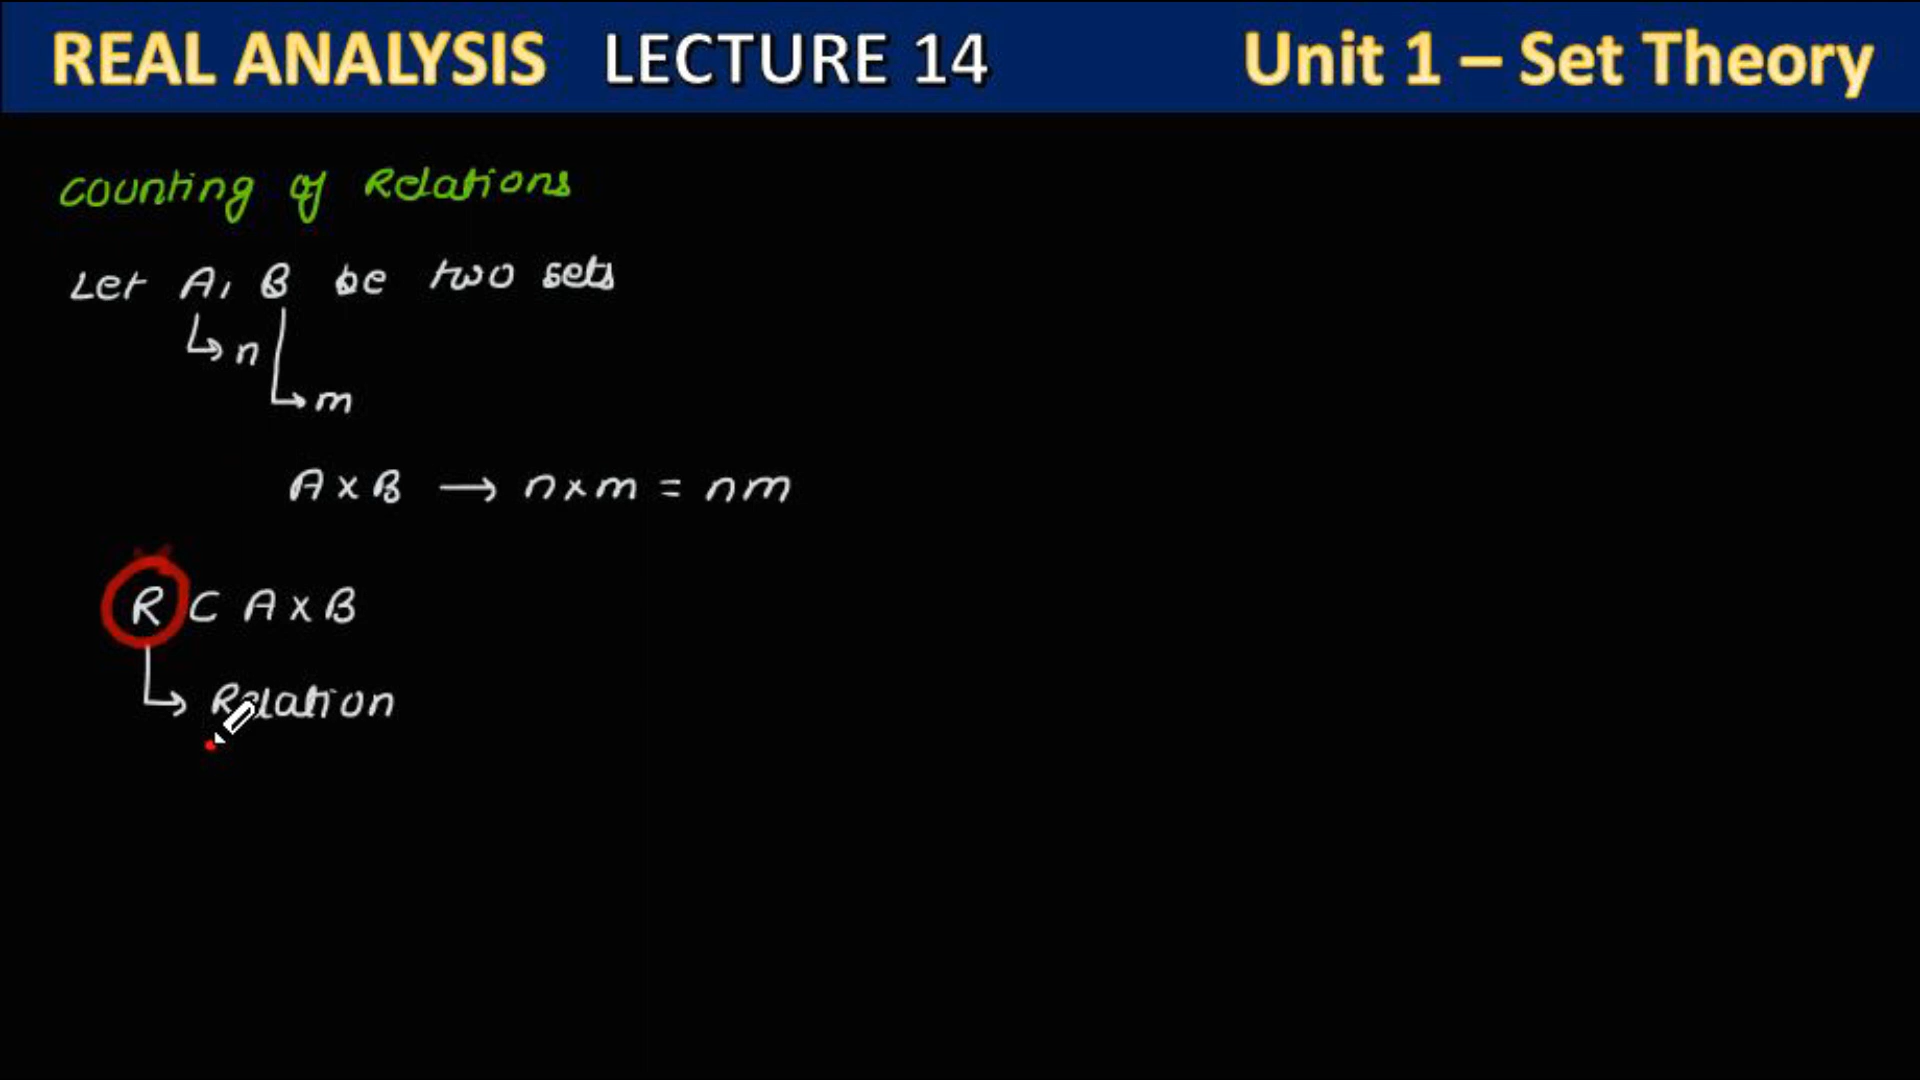 REAL ANALYSIS LECTURE 14 Unit 1 – Set Theory
Counting of Relations
Let A, B be two sets
↳ n
↳ m
A × B → n × m = nm
R ⊂ A × B
↳ Relation